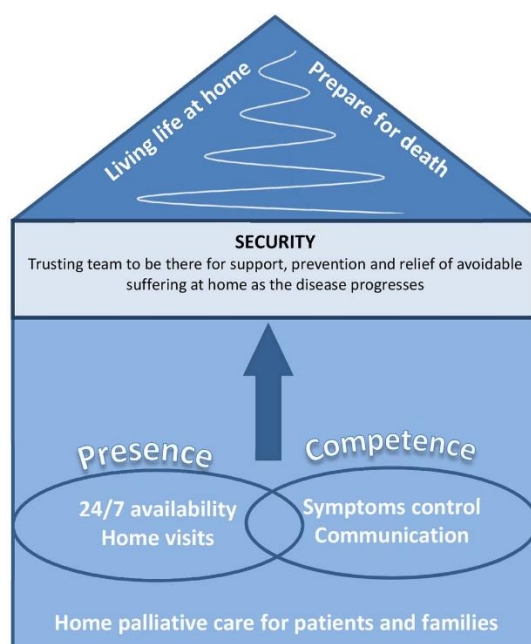 Living life at home
Prepare for death
SECURITY
Trusting team to be there for support, prevention and relief of avoidable
suffering at home as the disease progresses
Presence
Competence
24/7 availability
Home visits
Symptoms control
Communication
Home palliative care for patients and families